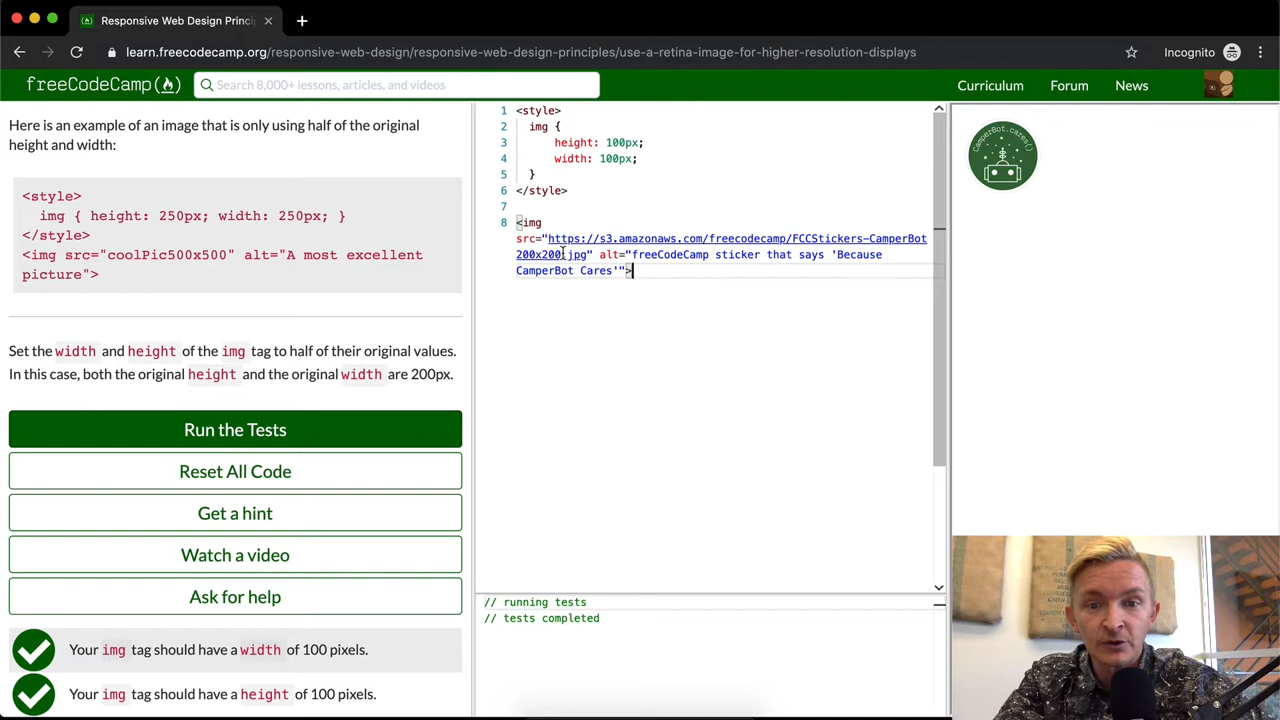 Responsive Web Design Princi
learn.freecodecamp.org/responsive-web-design/responsive-web-design-principles/use-a-retina-image-for-higher-resolution-displays
Incognito
freeCodeCamp
Search 8,000+ lessons, articles, and videos
Curriculum
Forum
News
Here is an example of an image that is only using half of the original
height and width:
<style>
img { height: 250px; width: 250px; }
</style>
<img src="coolPic500x500" alt="A most excellent
picture">
Set the width and height of the img tag to half of their original values.
In this case, both the original height and the original width are 200px.
Run the Tests
Reset All Code
Get a hint
Watch a video
Ask for help
Your img tag should have a width of 100 pixels.
Your img tag should have a height of 100 pixels.
1 <style>
2 img {
3 height: 100px;
4 width: 100px;
5 }
6 </style>
7
8 <img
src="https://s3.amazonaws.com/freecodecamp/FCCStickers-CamperBot
200x200.jpg" alt="freeCodeCamp sticker that says 'Because
CamperBot Cares'">
// running tests
// tests completed
CamperBot.cares()